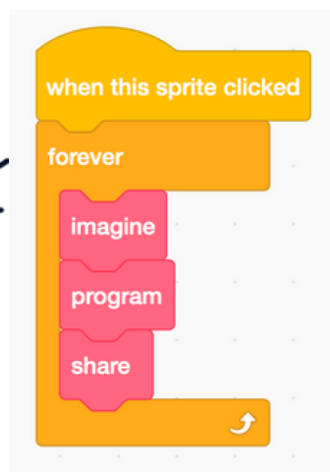 when this sprite clicked
forever
imagine
program
share